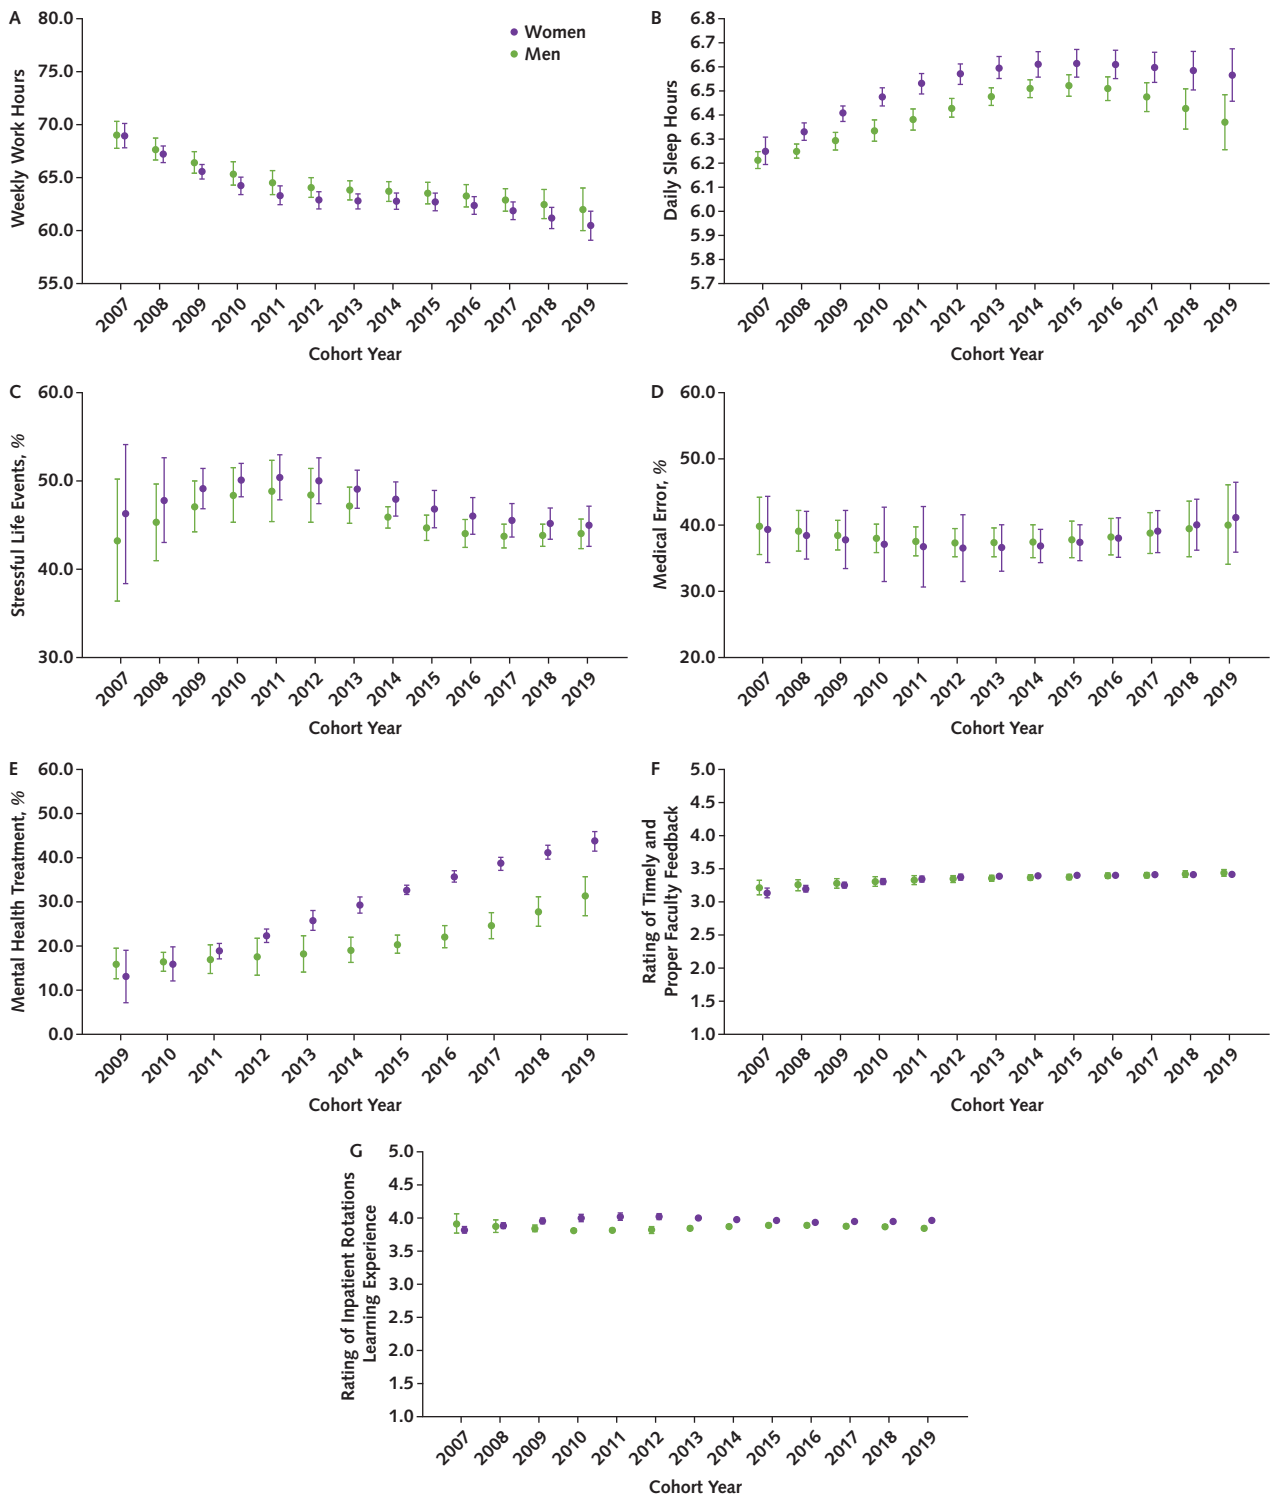 A
80.0
75.0
70.0
65.0
60.0
55.0
Weekly Work Hours
Women
Men
2007 2008 2009 2010 2011 2012 2013 2014 2015 2016 2017 2018 2019
Cohort Year
B
6.8
6.7
6.6
6.5
6.4
6.3
6.2
6.1
6.0
5.9
5.8
5.7
Daily Sleep Hours
2007 2008 2009 2010 2011 2012 2013 2014 2015 2016 2017 2018 2019
Cohort Year
C
60.0
50.0
40.0
30.0
Stressful Life Events, %
2007 2008 2009 2010 2011 2012 2013 2014 2015 2016 2017 2018 2019
Cohort Year
D
60.0
50.0
40.0
30.0
20.0
Medical Error, %
2007 2008 2009 2010 2011 2012 2013 2014 2015 2016 2017 2018 2019
Cohort Year
E
60.0
50.0
40.0
30.0
20.0
10.0
0.0
Mental Health Treatment, %
2009 2010 2011 2012 2013 2014 2015 2016 2017 2018 2019
Cohort Year
F
5.0
4.5
4.0
3.5
3.0
2.5
2.0
1.5
1.0
Rating of Timely and
Proper Faculty Feedback
2007 2008 2009 2010 2011 2012 2013 2014 2015 2016 2017 2018 2019
Cohort Year
G
5.0
4.5
4.0
3.5
3.0
2.5
2.0
1.5
1.0
Rating of Inpatient Rotations
Learning Experience
2007 2008 2009 2010 2011 2012 2013 2014 2015 2016 2017 2018 2019
Cohort Year